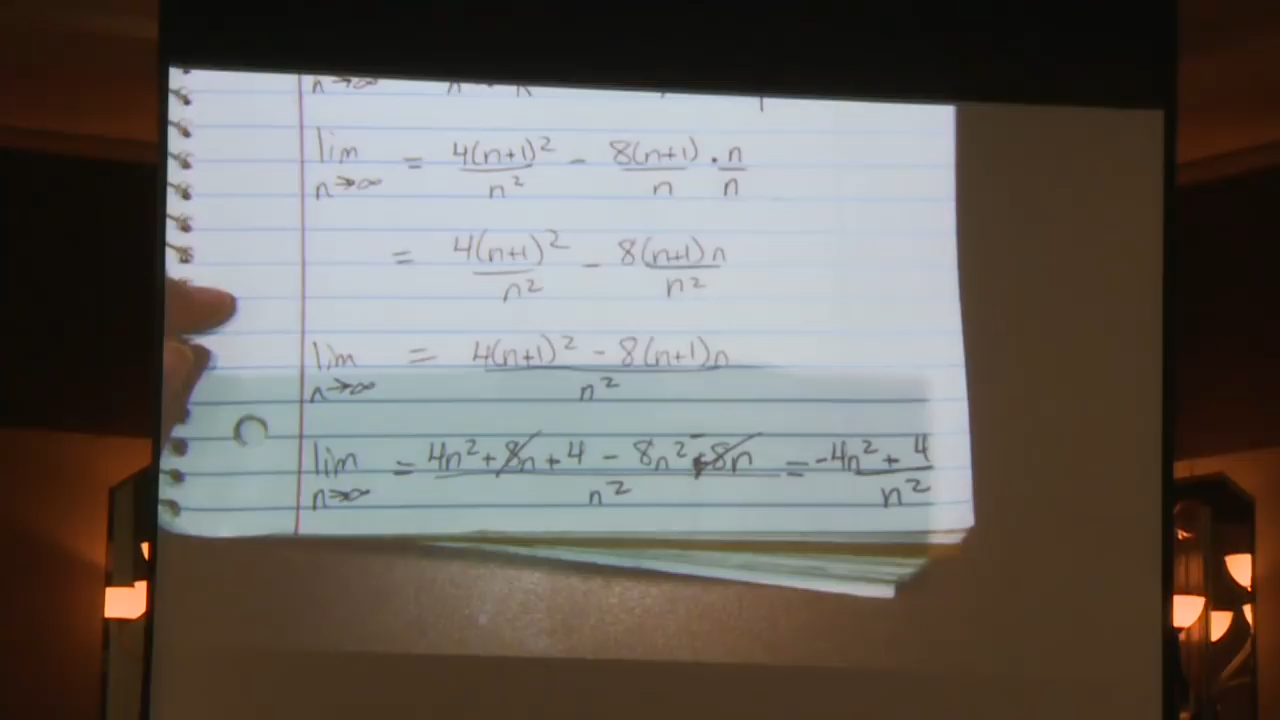 n→∞
lim n→∞ = 4(n+1)² / n² - 8(n+1) / n · n / n
= 4(n+1)² / n² - 8(n+1)n / n²
lim n→∞ = 4(n+1)² - 8(n+1)n / n²
lim n→∞ = 4n² + 8n + 4 - 8n² - 8n / n² = -4n² + 4 / n²